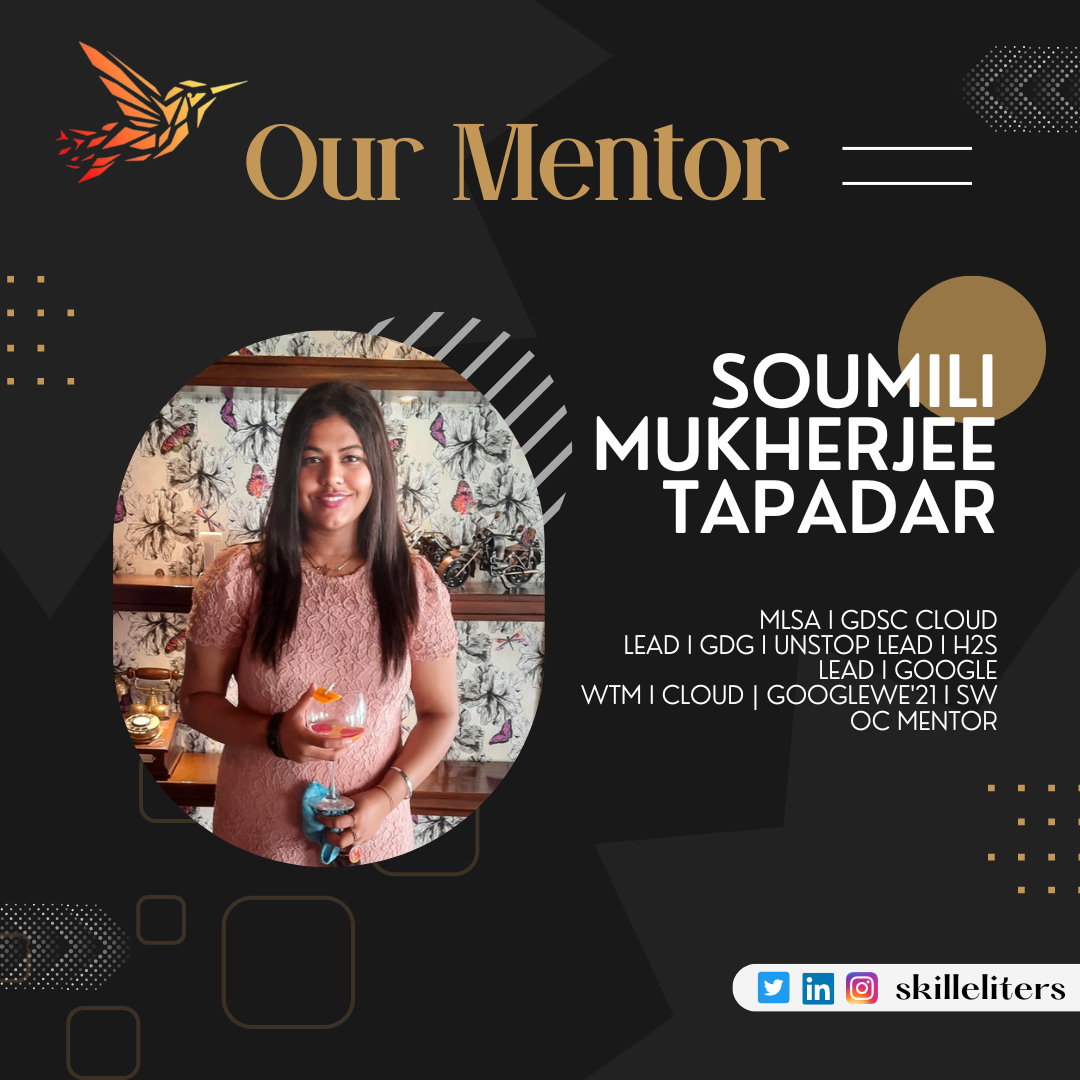 Our Mentor
SOUMILI
MUKHERJEE
TAPADAR
MLSA | GDSC CLOUD
LEAD | GDG | UNSTOP LEAD | H2S
LEAD | GOOGLE
WTM | CLOUD | GOOGLEWE'21 | SW
OC MENTOR
in
skilleliters